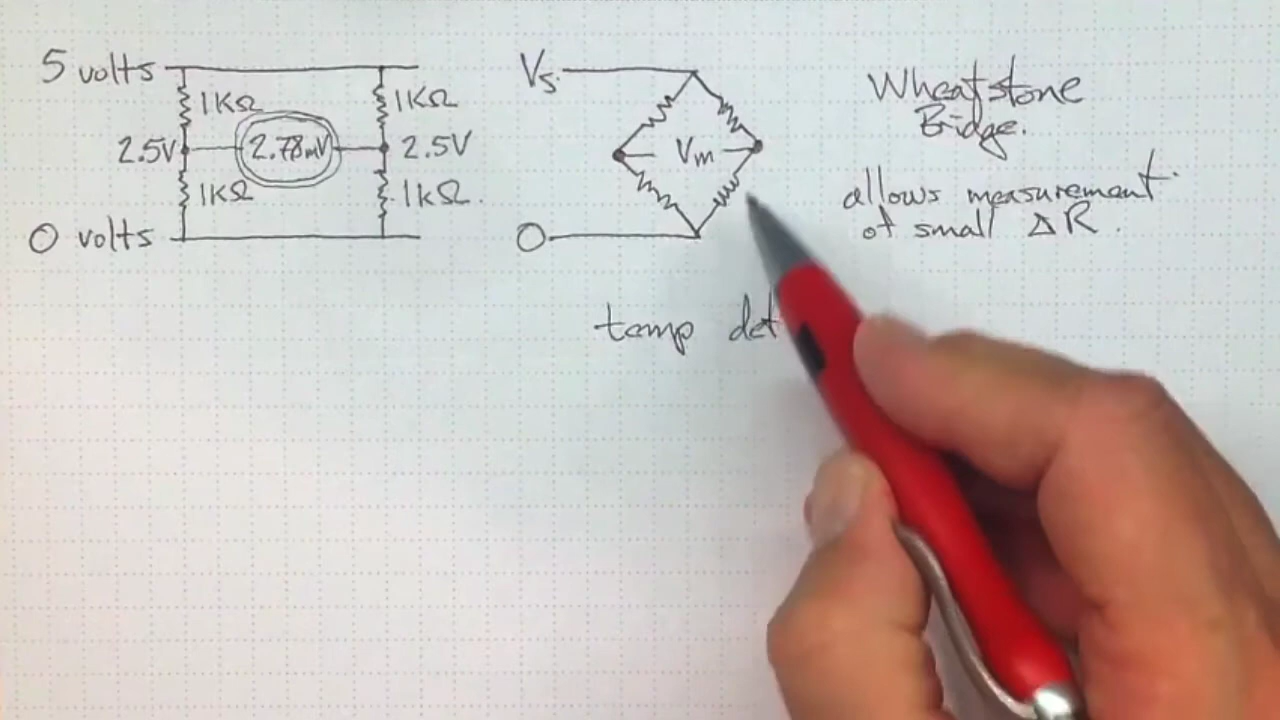 5 volts
1KΩ
1KΩ
2.5V
2.78mV
2.5V
1KΩ
1kΩ.
0 volts
Vs.
Vm
0
Wheatstone
Bridge.
allows measurement
of small ΔR.
temp det